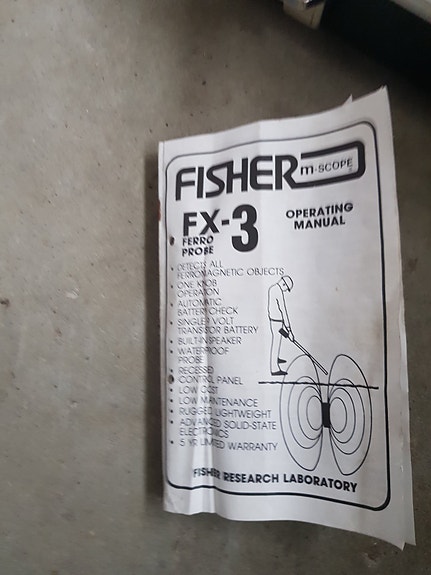 FISHER m-SCOPE
FX-3
FERRO
PROBE
OPERATING
MANUAL
• DETECTS ALL
FERROMAGNETIC OBJECTS
• ONE KNOB
OPERATION
• AUTOMATIC
BATTERY CHECK
• SINGLE 9 VOLT
TRANSISTOR BATTERY
• BUILT-IN SPEAKER
• WATERPROOF
PROBE
• RECESSED
CONTROL PANEL
• LOW COST
• LOW MAINTENANCE
• RUGGED LIGHTWEIGHT
• ADVANCED SOLID-STATE
ELECTRONICS
• 5 YR LIMITED WARRANTY
FISHER RESEARCH LABORATORY